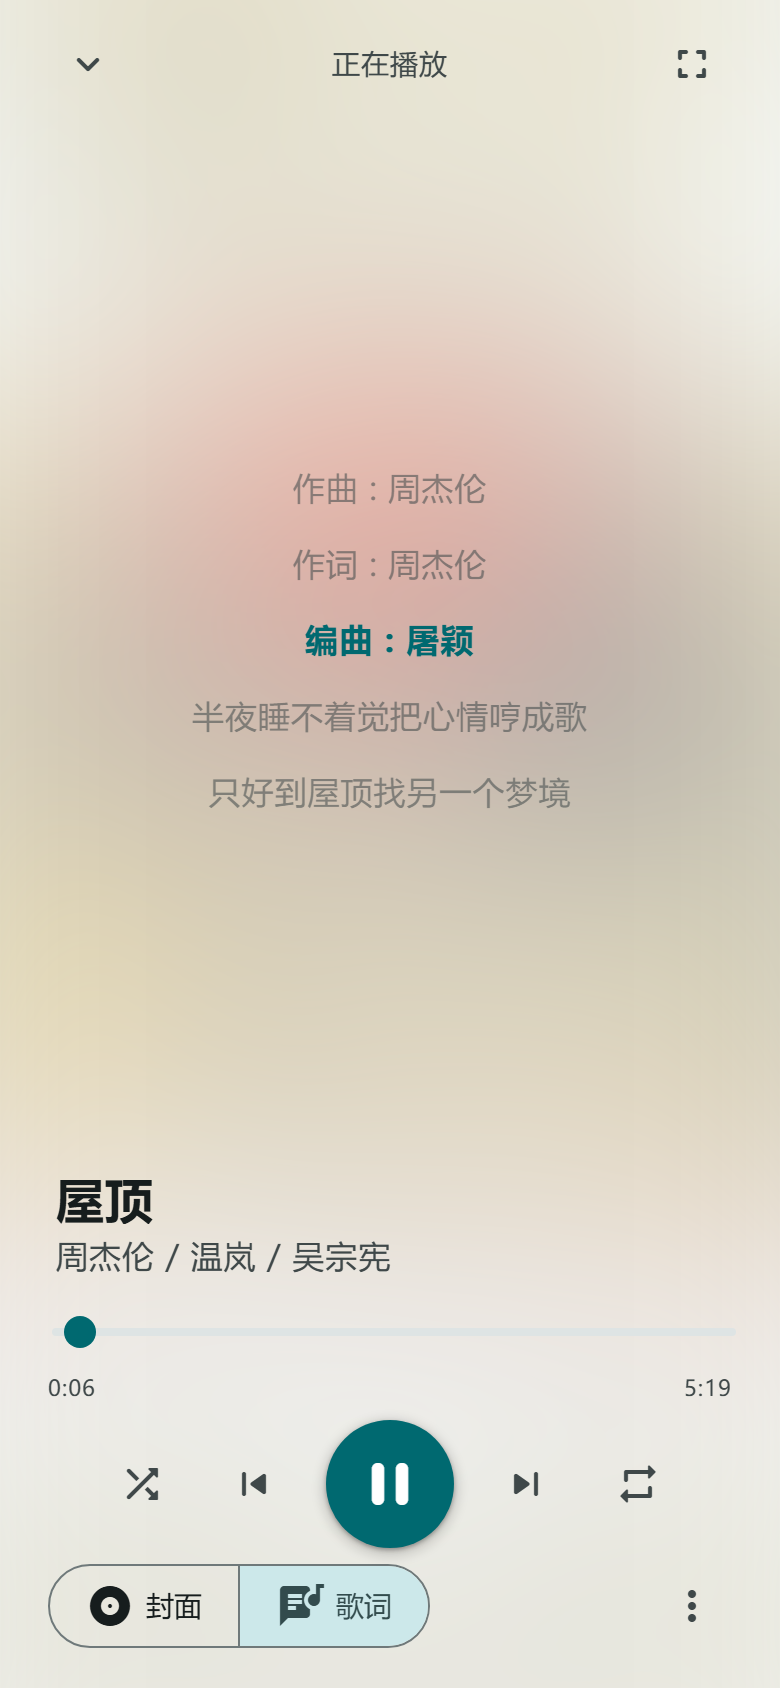 正在播放
作曲 : 周杰伦
作词 : 周杰伦
编曲 : 屠颖
半夜睡不着觉把心情哼成歌
只好到屋顶找另一个梦境
屋顶
周杰伦 / 温岚 / 吴宗宪
0:06
5:19
封面
歌词